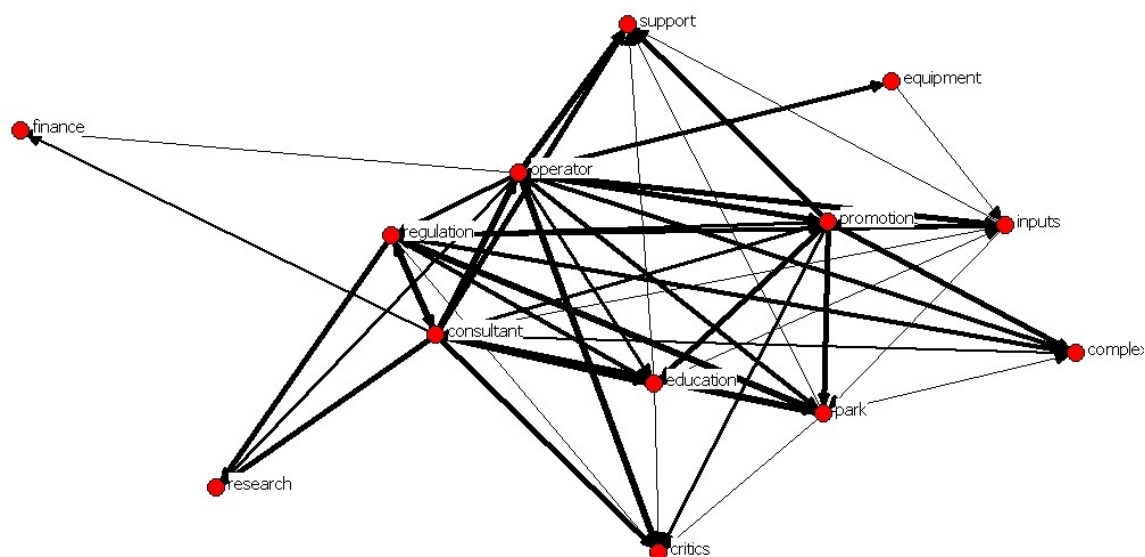 support
equipment
finance
operator
promotion
inputs
regulation
consultant
complex
education
park
research
critics